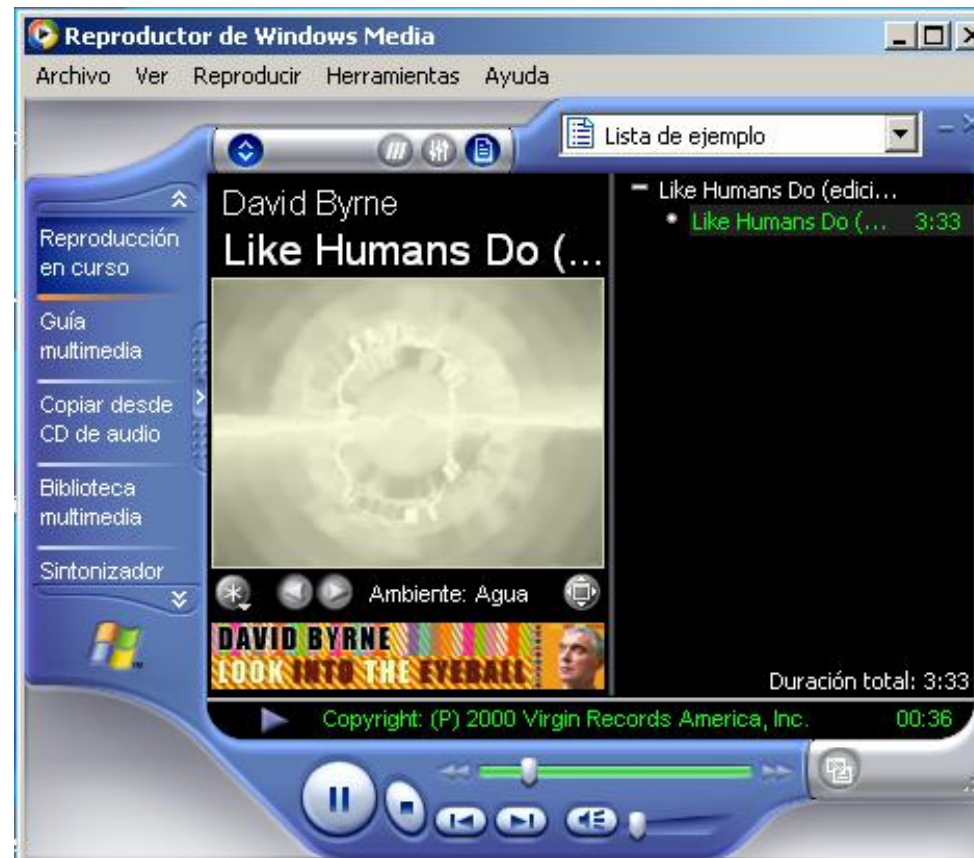 Reproductor de Windows Media
Archivo Ver Reproducir Herramientas Ayuda
Lista de ejemplo
Reproducción
en curso
Guía
multimedia
Copiar desde
CD de audio
Biblioteca
multimedia
Sintonizador
David Byrne
Like Humans Do (...
Ambiente: Agua
DAVID BYRNE
LOOK INTO THE EYEBALL
Like Humans Do (edici...
Like Humans Do (... 3:33
Duración total: 3:33
Copyright: (P) 2000 Virgin Records America, Inc. 00:36